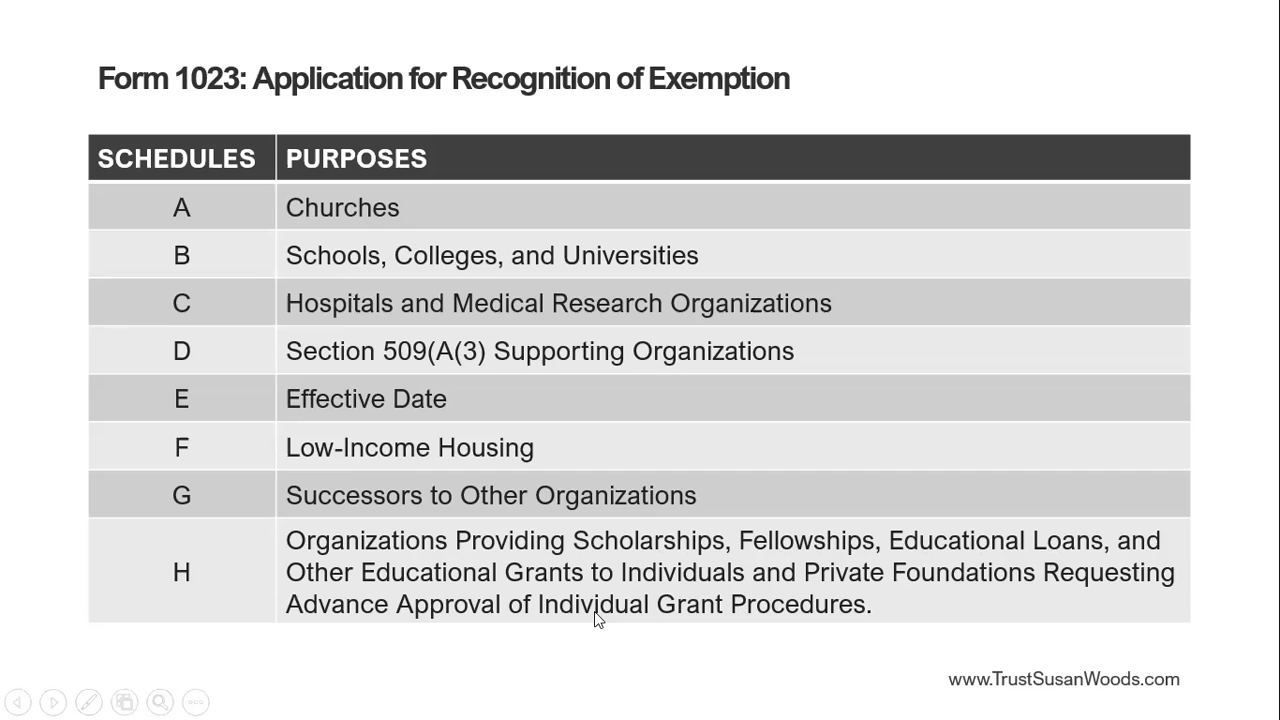 Form 1023: Application for Recognition of Exemption
SCHEDULES PURPOSES
A Churches
B Schools, Colleges, and Universities
C Hospitals and Medical Research Organizations
D Section 509(A(3) Supporting Organizations
E Effective Date
F Low-Income Housing
G Successors to Other Organizations
H Organizations Providing Scholarships, Fellowships, Educational Loans, and
Other Educational Grants to Individuals and Private Foundations Requesting
Advance Approval of Individual Grant Procedures.
www.TrustSusanWoods.com